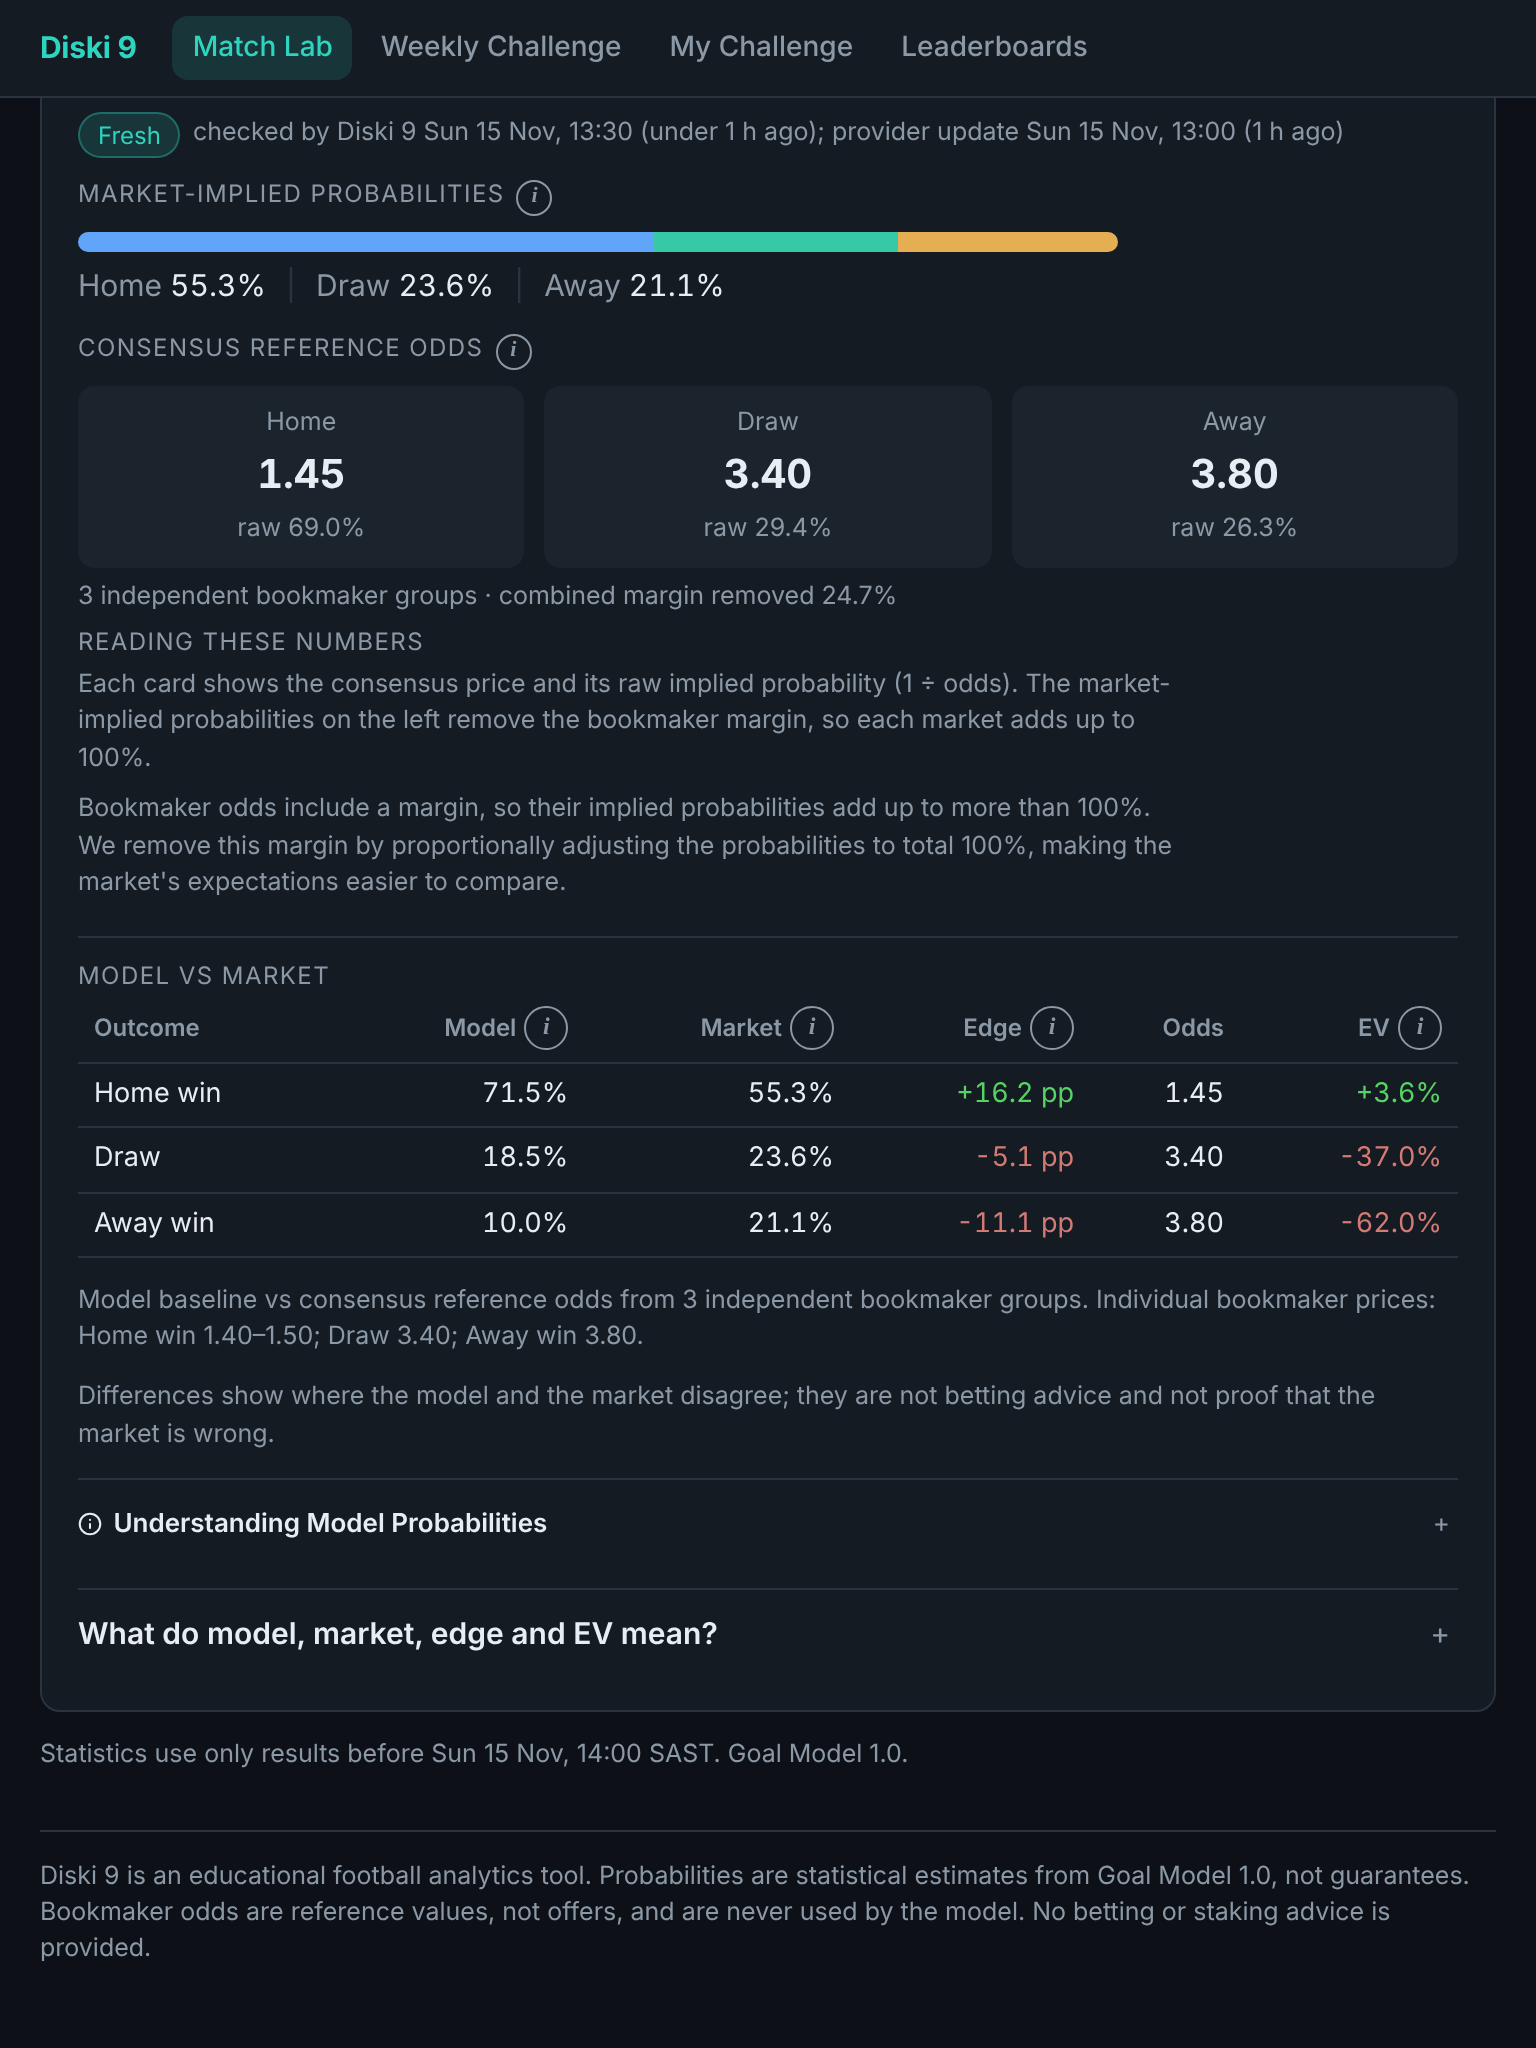 Diski 9 Match Lab Weekly Challenge My Challenge Leaderboards
Fresh checked by Diski 9 Sun 15 Nov, 13:30 (under 1 h ago); provider update Sun 15 Nov, 13:00 (1 h ago)
MARKET-IMPLIED PROBABILITIES i
Home 55.3% Draw 23.6% Away 21.1%
CONSENSUS REFERENCE ODDS i
Home Draw Away
1.45 3.40 3.80
raw 69.0% raw 29.4% raw 26.3%
3 independent bookmaker groups · combined margin removed 24.7%
READING THESE NUMBERS
Each card shows the consensus price and its raw implied probability (1 ÷ odds). The market-
implied probabilities on the left remove the bookmaker margin, so each market adds up to
100%.
Bookmaker odds include a margin, so their implied probabilities add up to more than 100%.
We remove this margin by proportionally adjusting the probabilities to total 100%, making the
market's expectations easier to compare.
MODEL VS MARKET
Outcome Model i Market i Edge i Odds EV i
Home win 71.5% 55.3% +16.2 pp 1.45 +3.6%
Draw 18.5% 23.6% -5.1 pp 3.40 -37.0%
Away win 10.0% 21.1% -11.1 pp 3.80 -62.0%
Model baseline vs consensus reference odds from 3 independent bookmaker groups. Individual bookmaker prices:
Home win 1.40–1.50; Draw 3.40; Away win 3.80.
Differences show where the model and the market disagree; they are not betting advice and not proof that the
market is wrong.
Understanding Model Probabilities +
What do model, market, edge and EV mean? +
Statistics use only results before Sun 15 Nov, 14:00 SAST. Goal Model 1.0.
Diski 9 is an educational football analytics tool. Probabilities are statistical estimates from Goal Model 1.0, not guarantees.
Bookmaker odds are reference values, not offers, and are never used by the model. No betting or staking advice is
provided.